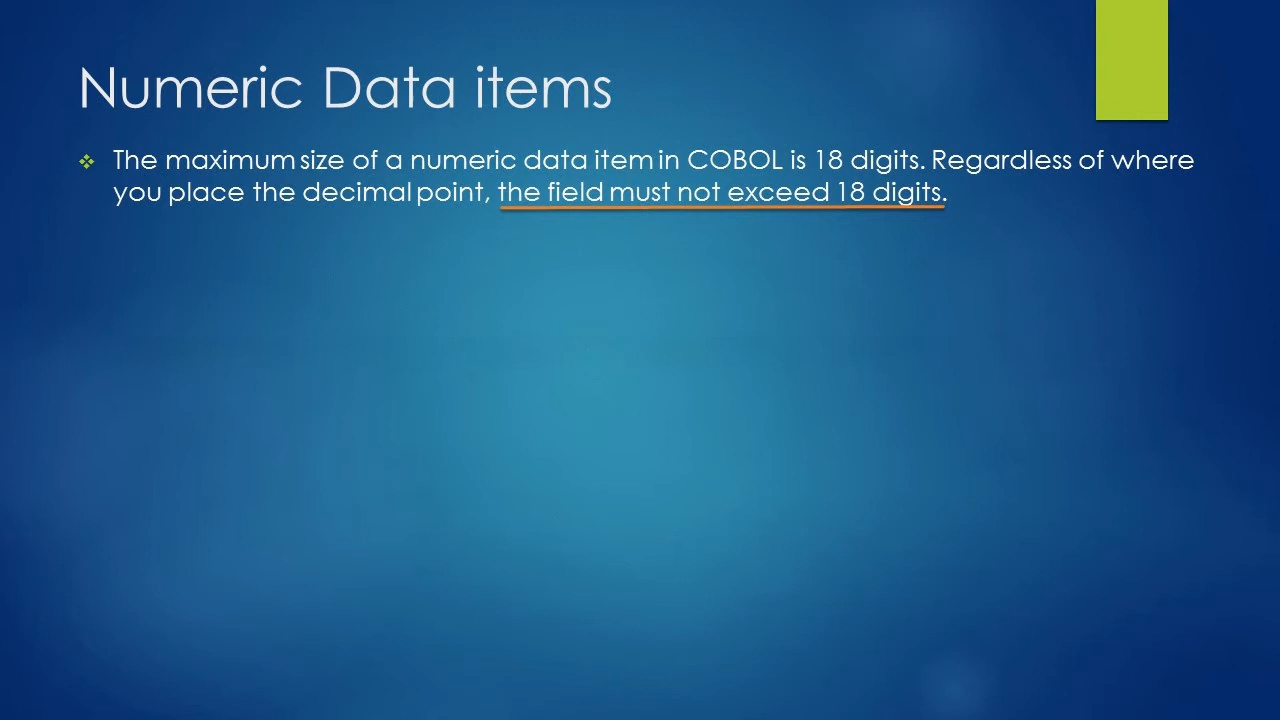 Numeric Data items
The maximum size of a numeric data item in COBOL is 18 digits. Regardless of where
you place the decimal point, the field must not exceed 18 digits.